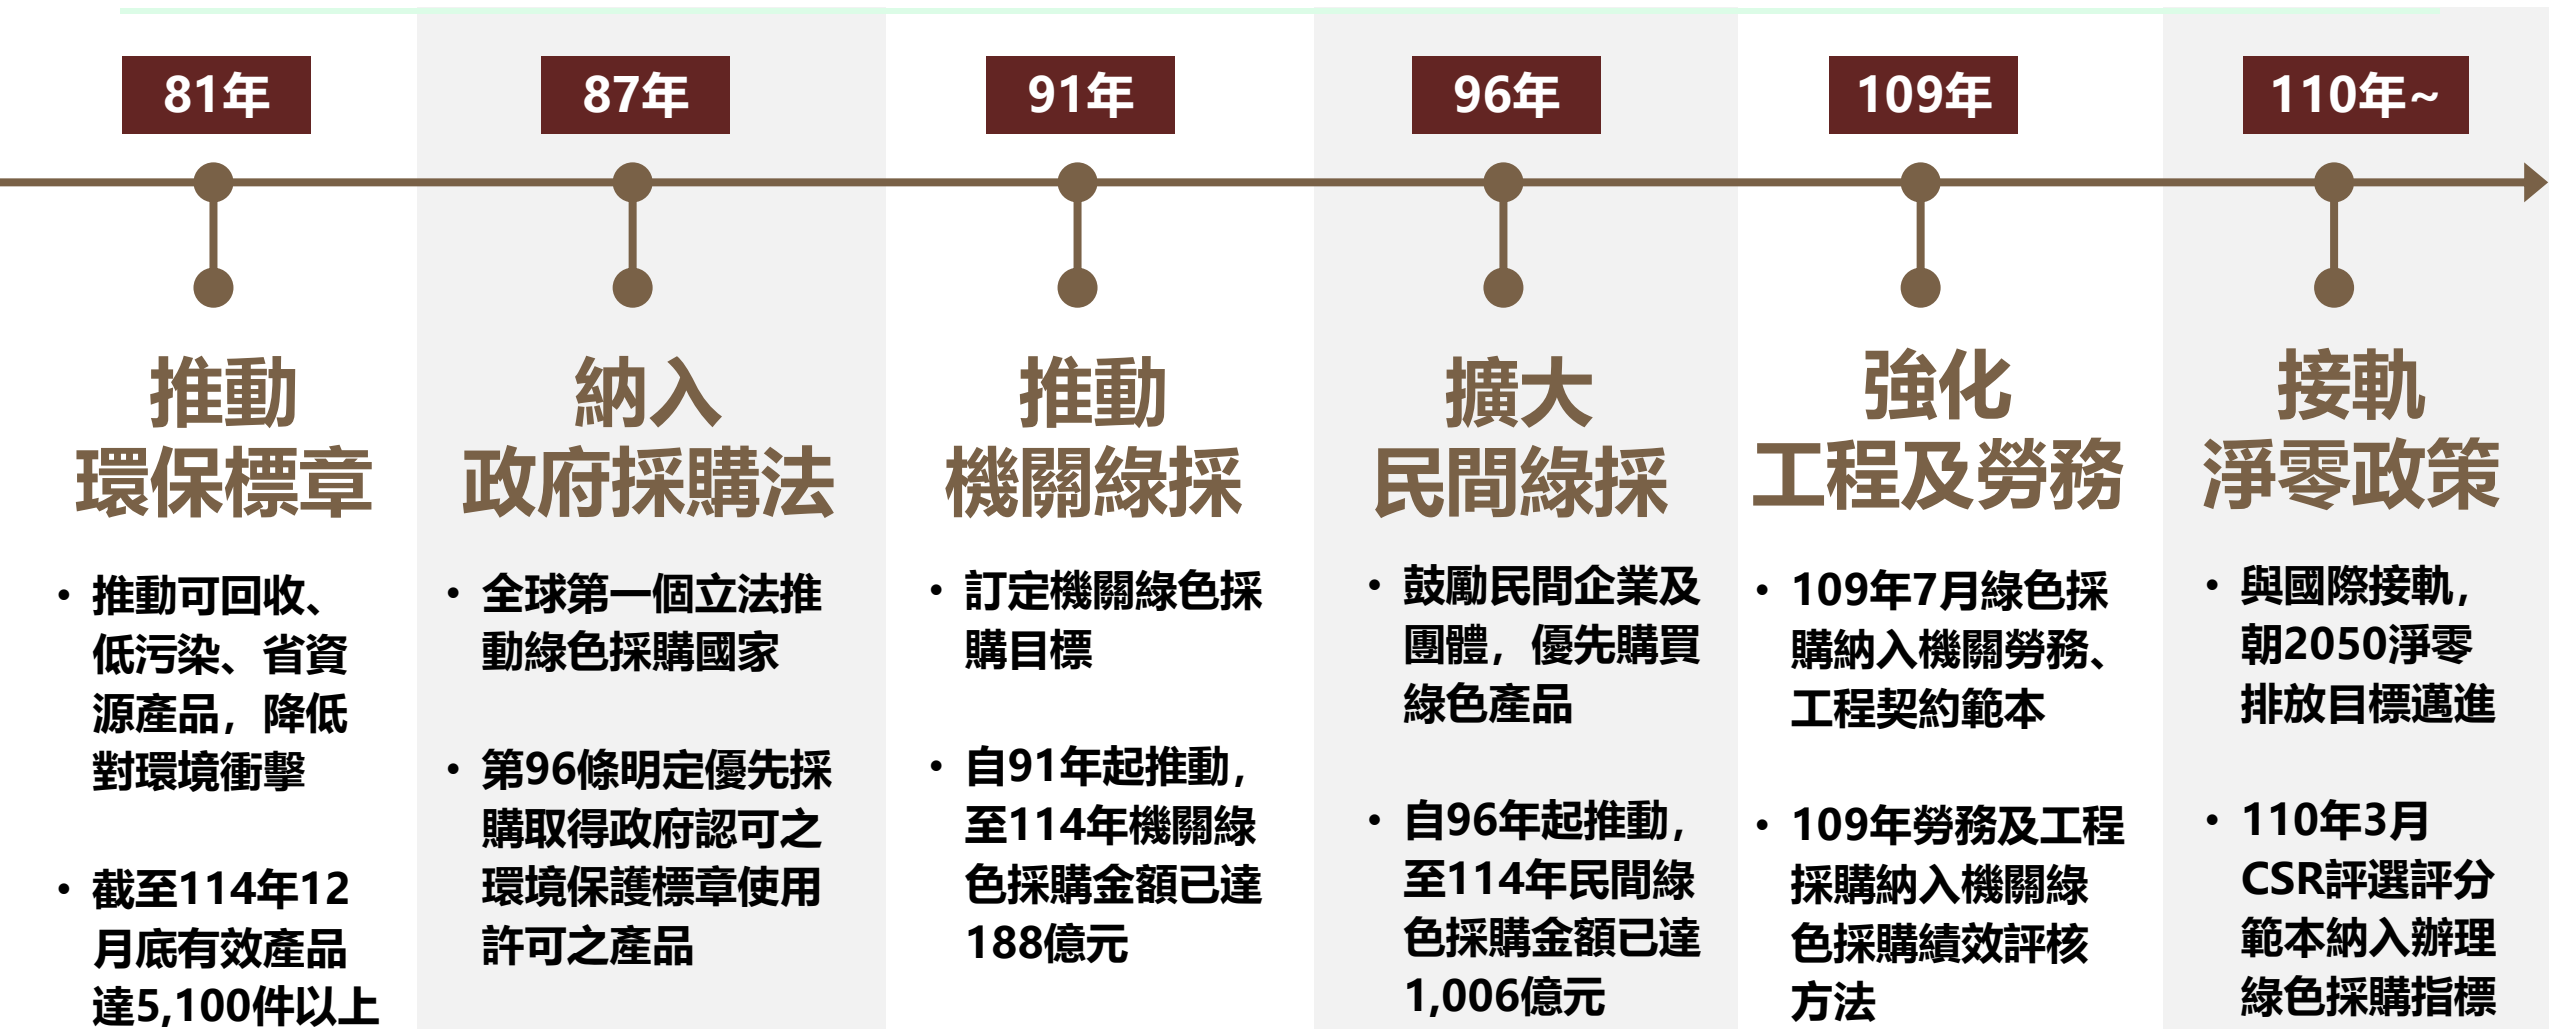 81年
推動
環保標章
• 推動可回收、
低污染、省資
源產品，降低
對環境衝擊
• 截至114年12
月底有效產品
達5,100件以上
87年
納入
政府採購法
• 全球第一個立法推
動綠色採購國家
• 第96條明定優先採
購取得政府認可之
環境保護標章使用
許可之產品
91年
推動
機關綠採
• 訂定機關綠色採
購目標
• 自91年起推動，
至114年機關綠
色採購金額已達
188億元
96年
擴大
民間綠採
• 鼓勵民間企業及
團體，優先購買
綠色產品
• 自96年起推動，
至114年民間綠
色採購金額已達
1,006億元
109年
強化
工程及勞務
• 109年7月綠色採
購納入機關勞務、
工程契約範本
• 109年勞務及工程
採購納入機關綠
色採購績效評核
方法
110年~
接軌
淨零政策
• 與國際接軌，
朝2050淨零
排放目標邁進
• 110年3月
CSR評選評分
範本納入辦理
綠色採購指標